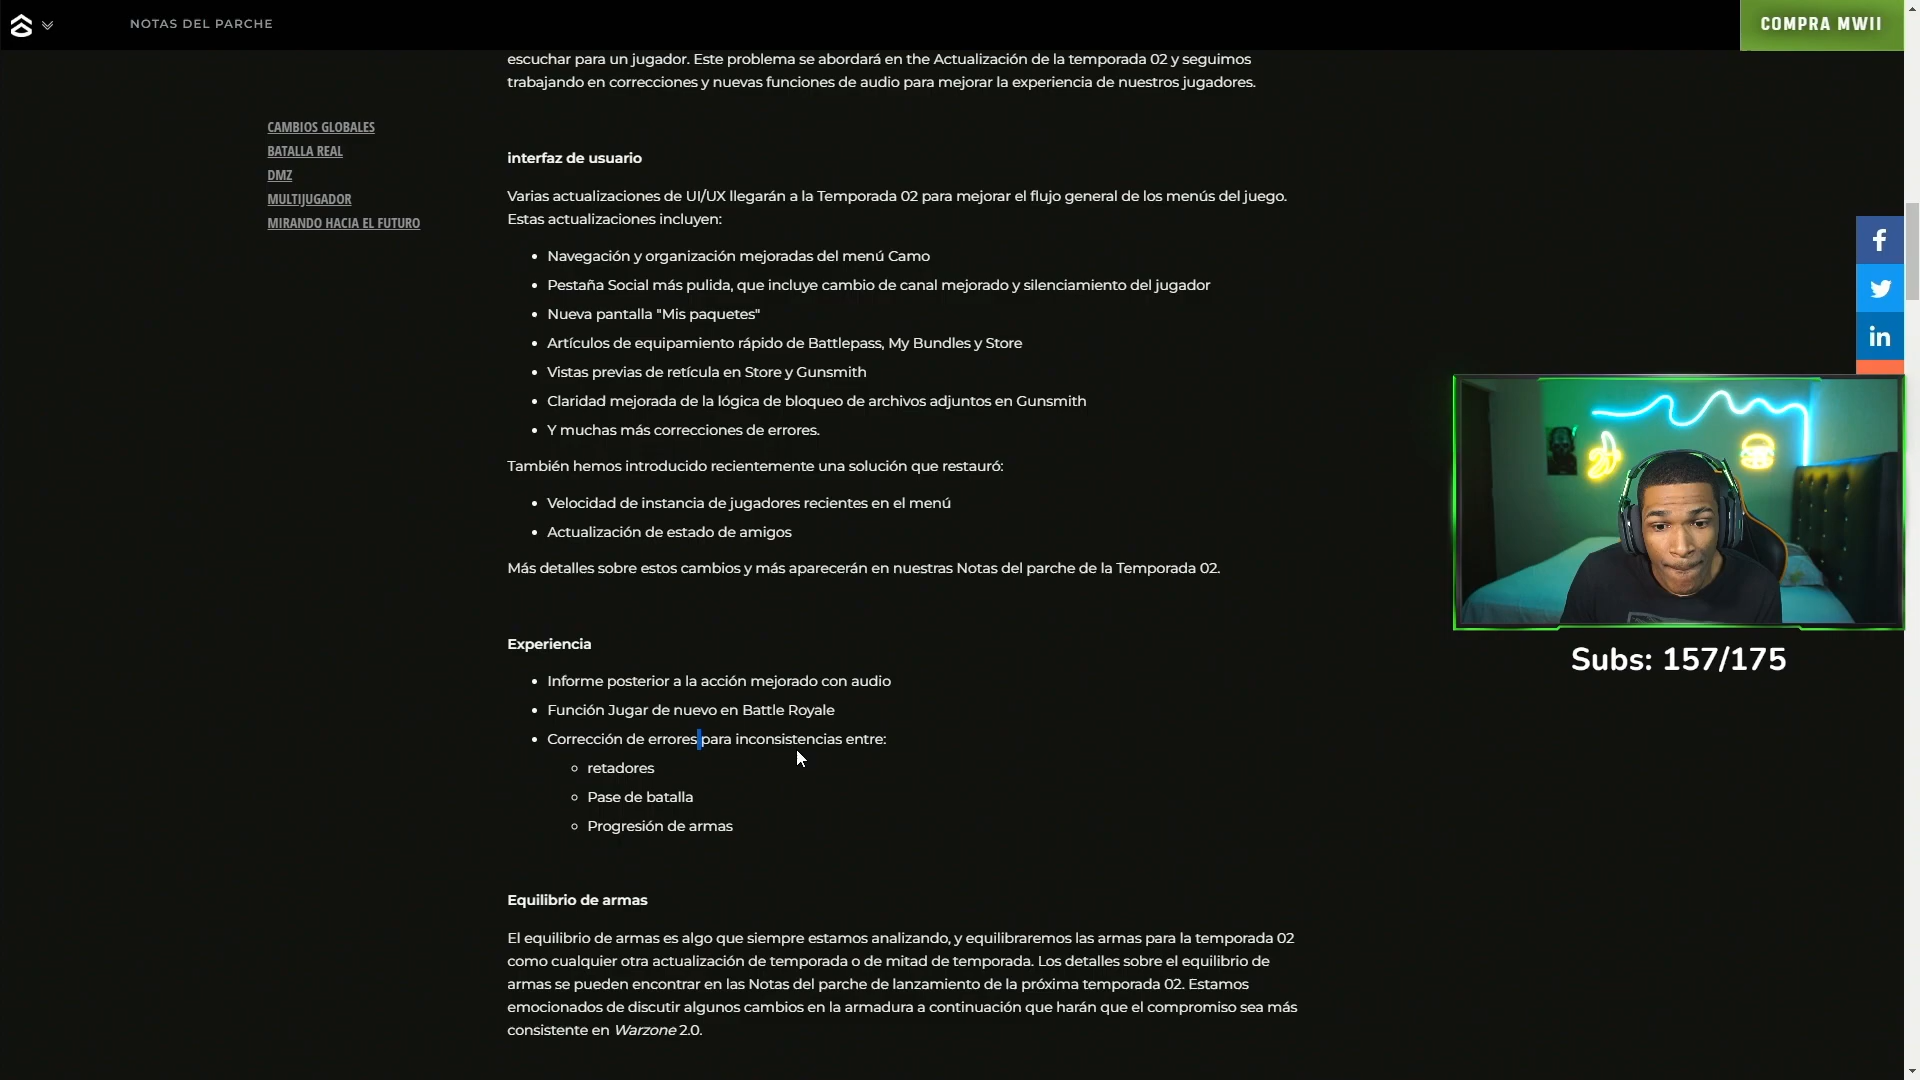 NOTAS DEL PARCHE
COMPRA MWII
escuchar para un jugador. Este problema se abordará en the Actualización de la temporada 02 y seguimos
trabajando en correcciones y nuevas funciones de audio para mejorar la experiencia de nuestros jugadores.
CAMBIOS GLOBALES
BATALLA REAL
DMZ
MULTIJUGADOR
MIRANDO HACIA EL FUTURO
interfaz de usuario
Varias actualizaciones de UI/UX llegarán a la Temporada 02 para mejorar el flujo general de los menús del juego.
Estas actualizaciones incluyen:
Navegación y organización mejoradas del menú Camo
Pestaña Social más pulida, que incluye cambio de canal mejorado y silenciamiento del jugador
Nueva pantalla "Mis paquetes"
Artículos de equipamiento rápido de Battlepass, My Bundles y Store
Vistas previas de retícula en Store y Gunsmith
Claridad mejorada de la lógica de bloqueo de archivos adjuntos en Gunsmith
Y muchas más correcciones de errores.
También hemos introducido recientemente una solución que restauró:
Velocidad de instancia de jugadores recientes en el menú
Actualización de estado de amigos
Más detalles sobre estos cambios y más aparecerán en nuestras Notas del parche de la Temporada 02.
Experiencia
Informe posterior a la acción mejorado con audio
Función Jugar de nuevo en Battle Royale
Corrección de errores para inconsistencias entre:
retadores
Pase de batalla
Progresión de armas
Equilibrio de armas
El equilibrio de armas es algo que siempre estamos analizando, y equilibraremos las armas para la temporada 02
como cualquier otra actualización de temporada o de mitad de temporada. Los detalles sobre el equilibrio de
armas se pueden encontrar en las Notas del parche de lanzamiento de la próxima temporada 02. Estamos
emocionados de discutir algunos cambios en la armadura a continuación que harán que el compromiso sea más
consistente en Warzone 2.0.
Subs: 157/175